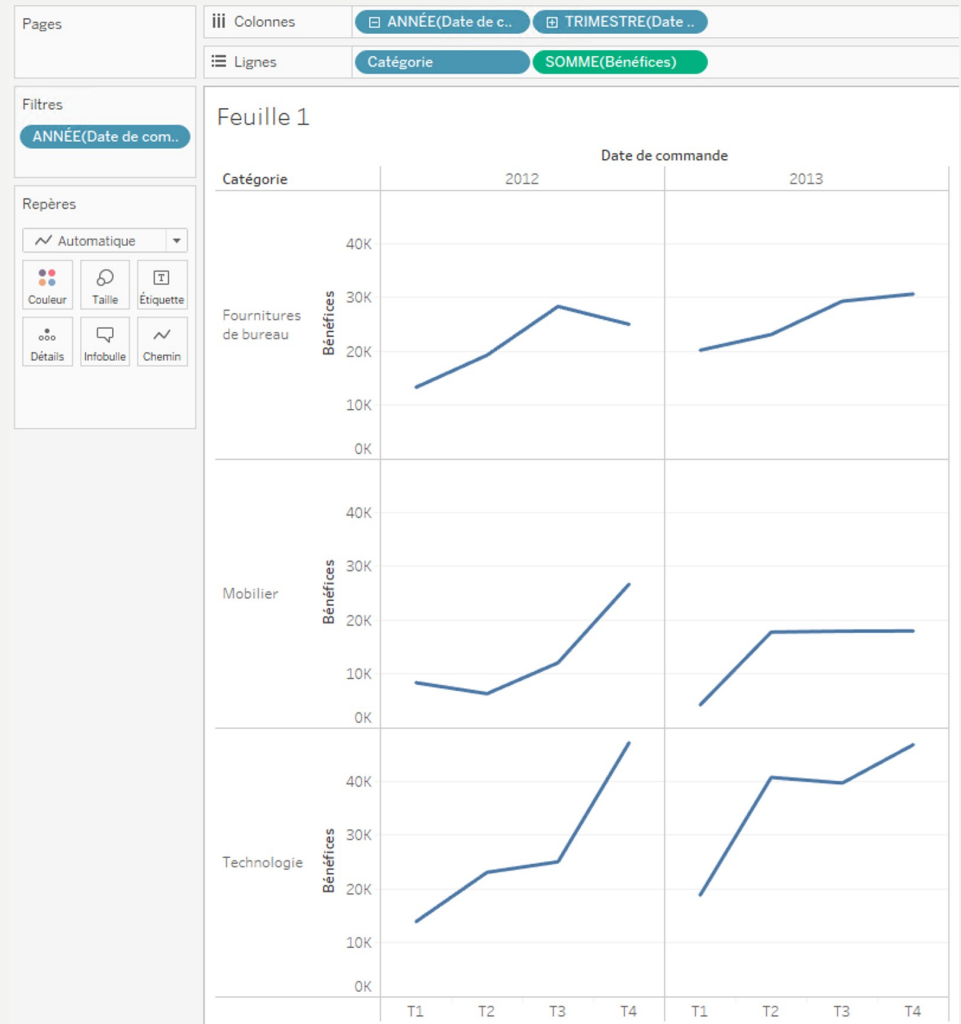 Pages
Colonnes
ANNÉE(Date de c..
TRIMESTRE(Date ..
Lignes
Catégorie
SOMME(Bénéfices)
Filtres
ANNÉE(Date de com..
Repères
Automatique
Couleur
Taille
Étiquette
Détails
Infobulle
Chemin
Feuille 1
Date de commande
Catégorie
2012
2013
Fournitures
de bureau
Bénéfices
40K
30K
20K
10K
0K
Mobilier
Bénéfices
40K
30K
20K
10K
0K
Technologie
Bénéfices
40K
30K
20K
10K
0K
T1 T2 T3 T4 T1 T2 T3 T4